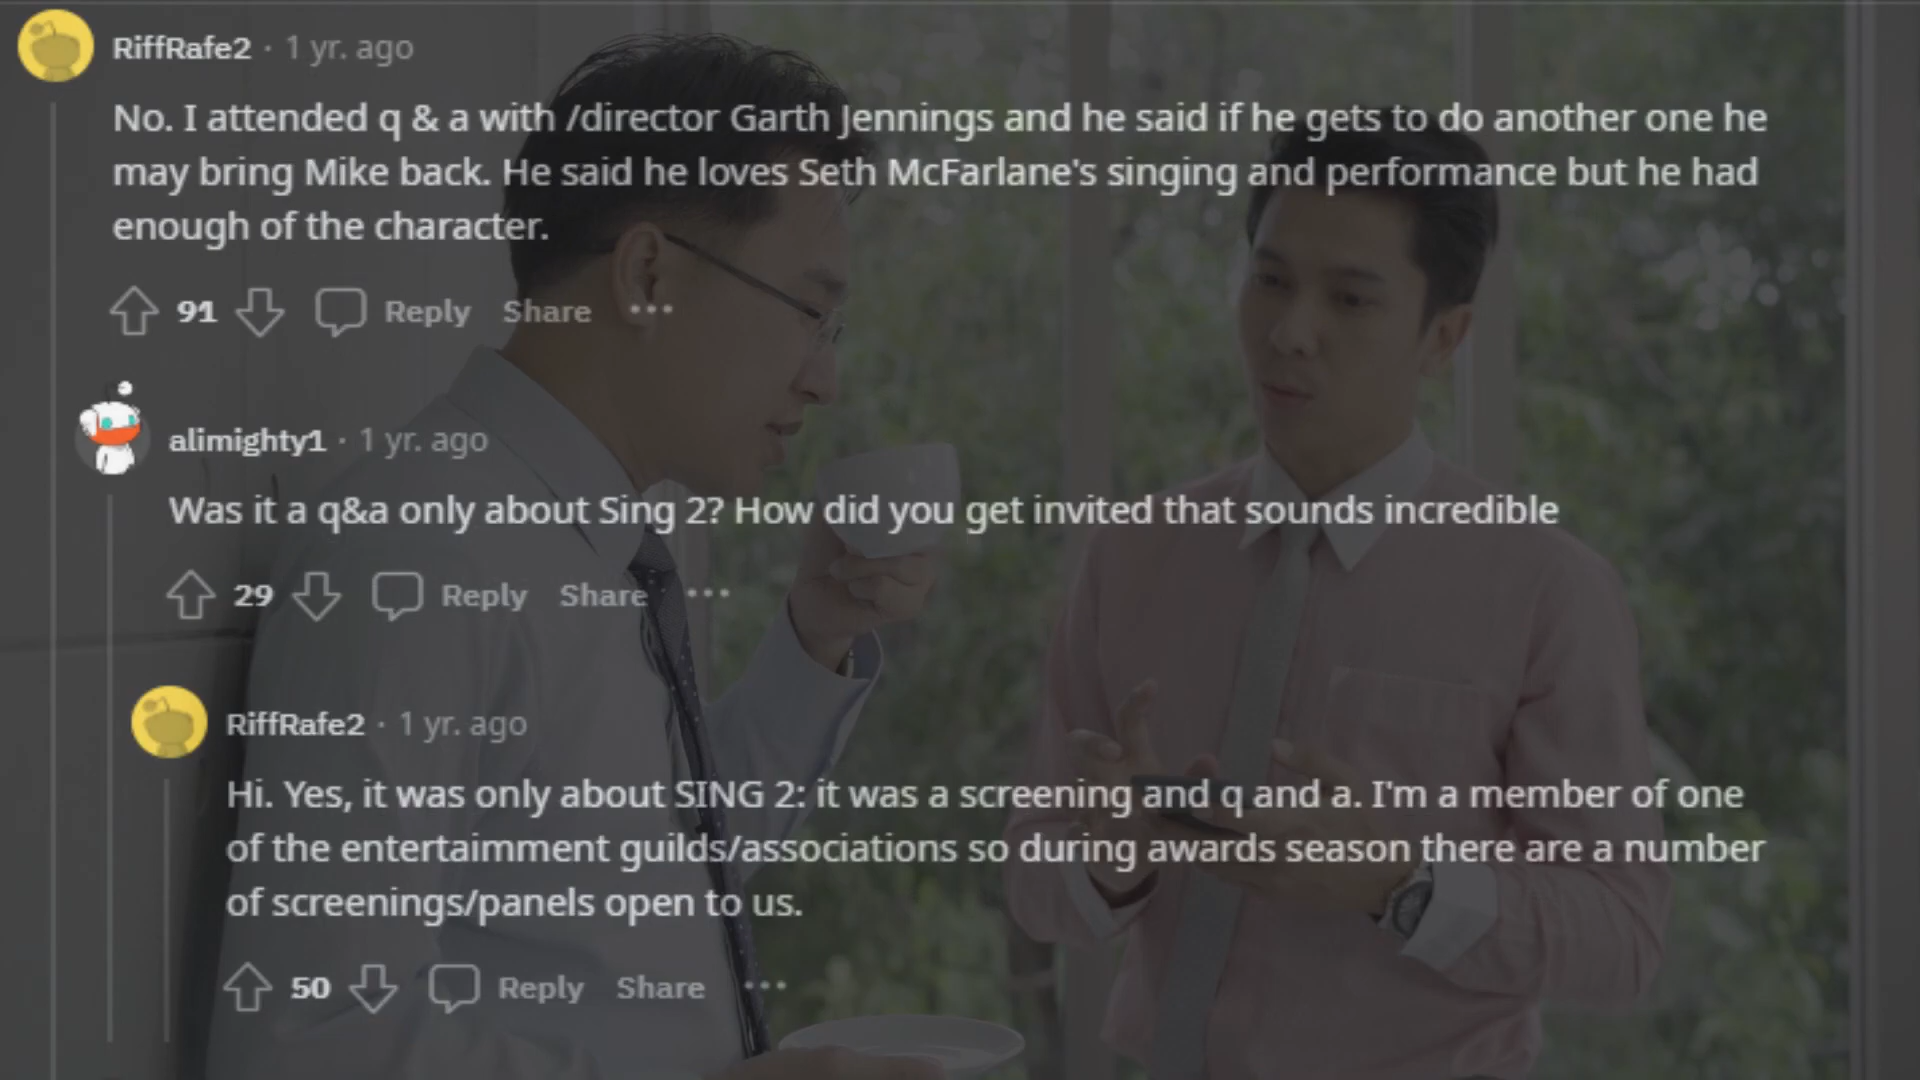 RiffRafe2 · 1 yr. ago
No. I attended q & a with /director Garth Jennings and he said if he gets to do another one he
may bring Mike back. He said he loves Seth McFarlane's singing and performance but he had
enough of the character.
91 Reply Share ...
alimighty1 · 1 yr. ago
Was it a q&a only about Sing 2? How did you get invited that sounds incredible
29 Reply Share ...
RiffRafe2 · 1 yr. ago
Hi. Yes, it was only about SING 2: it was a screening and q and a. I'm a member of one
of the entertaimment guilds/associations so during awards season there are a number
of screenings/panels open to us.
50 Reply Share ...